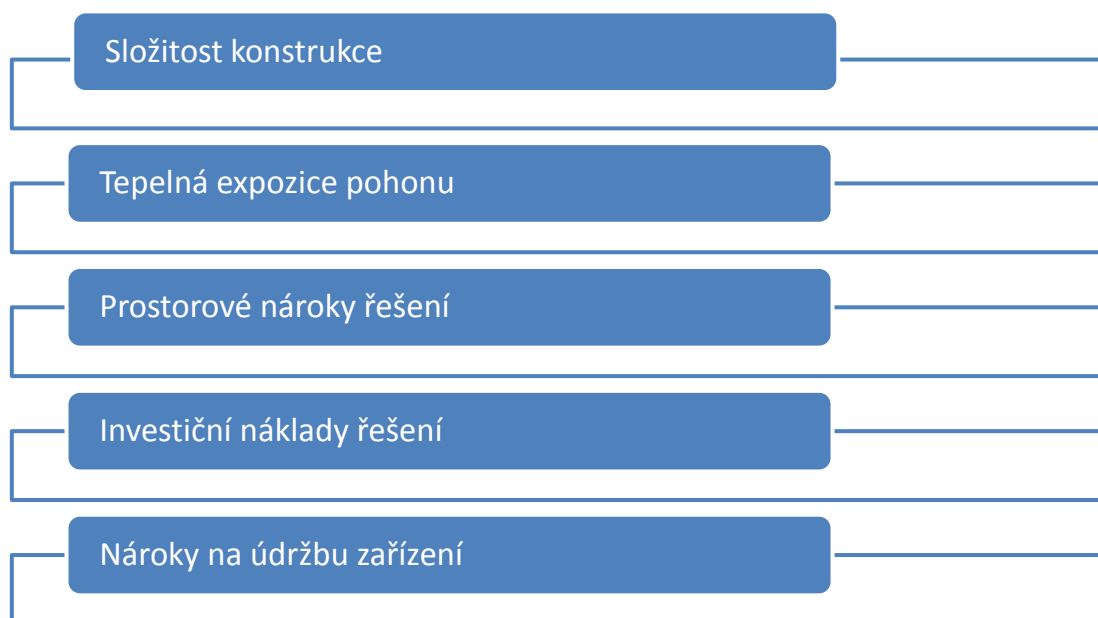 Složitost konstrukce
Tepelná expozice pohonu
Prostorové nároky řešení
Investiční náklady řešení
Nároky na údržbu zařízení